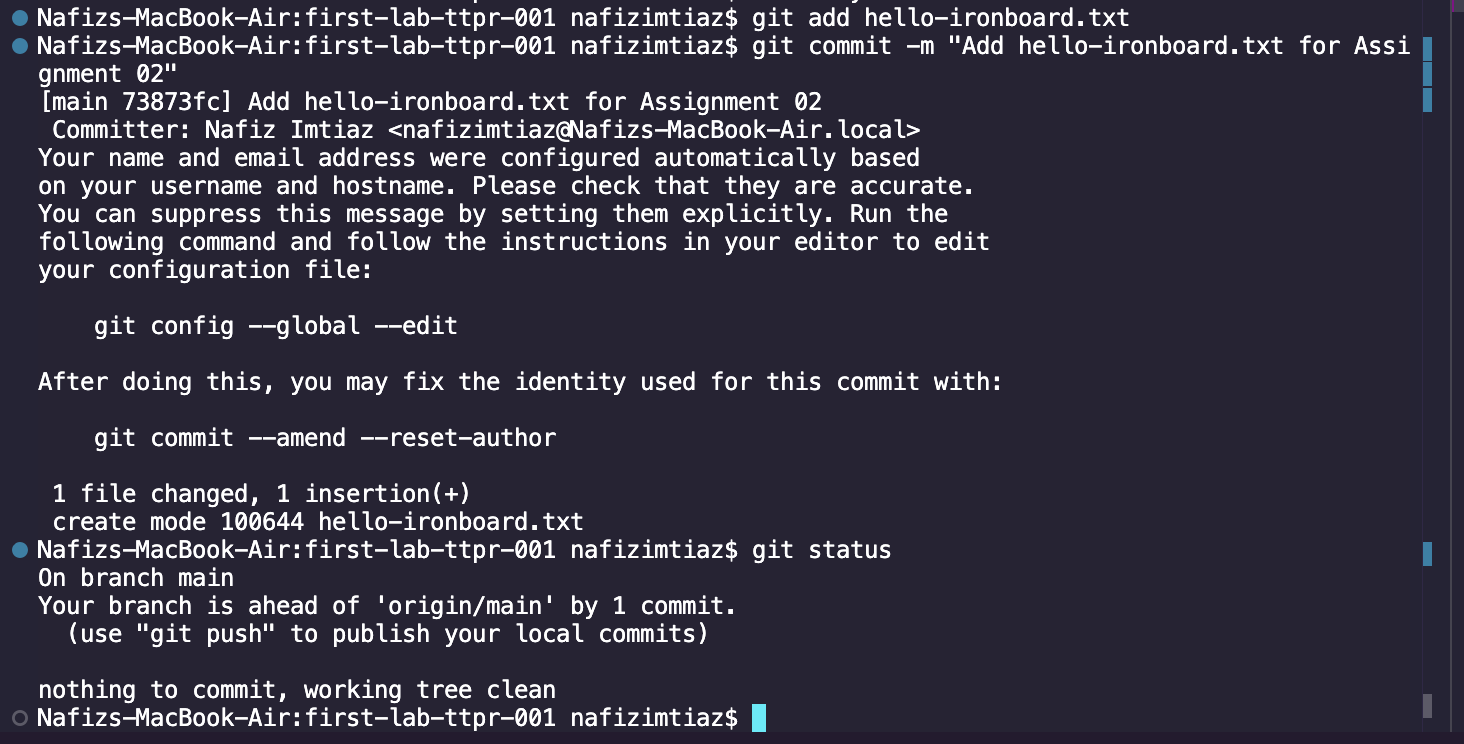 Nafizs-MacBook-Air:first-lab-ttpr-001 nafizimtiaz$ git add hello-ironboard.txt
Nafizs-MacBook-Air:first-lab-ttpr-001 nafizimtiaz$ git commit -m "Add hello-ironboard.txt for Assi
gnment 02"
[main 73873fc] Add hello-ironboard.txt for Assignment 02
 Committer: Nafiz Imtiaz <nafizimtiaz@Nafizs-MacBook-Air.local>
Your name and email address were configured automatically based
on your username and hostname. Please check that they are accurate.
You can suppress this message by setting them explicitly. Run the
following command and follow the instructions in your editor to edit
your configuration file:

    git config --global --edit

After doing this, you may fix the identity used for this commit with:

    git commit --amend --reset-author

 1 file changed, 1 insertion(+)
 create mode 100644 hello-ironboard.txt
Nafizs-MacBook-Air:first-lab-ttpr-001 nafizimtiaz$ git status
On branch main
Your branch is ahead of 'origin/main' by 1 commit.
  (use "git push" to publish your local commits)

nothing to commit, working tree clean
Nafizs-MacBook-Air:first-lab-ttpr-001 nafizimtiaz$